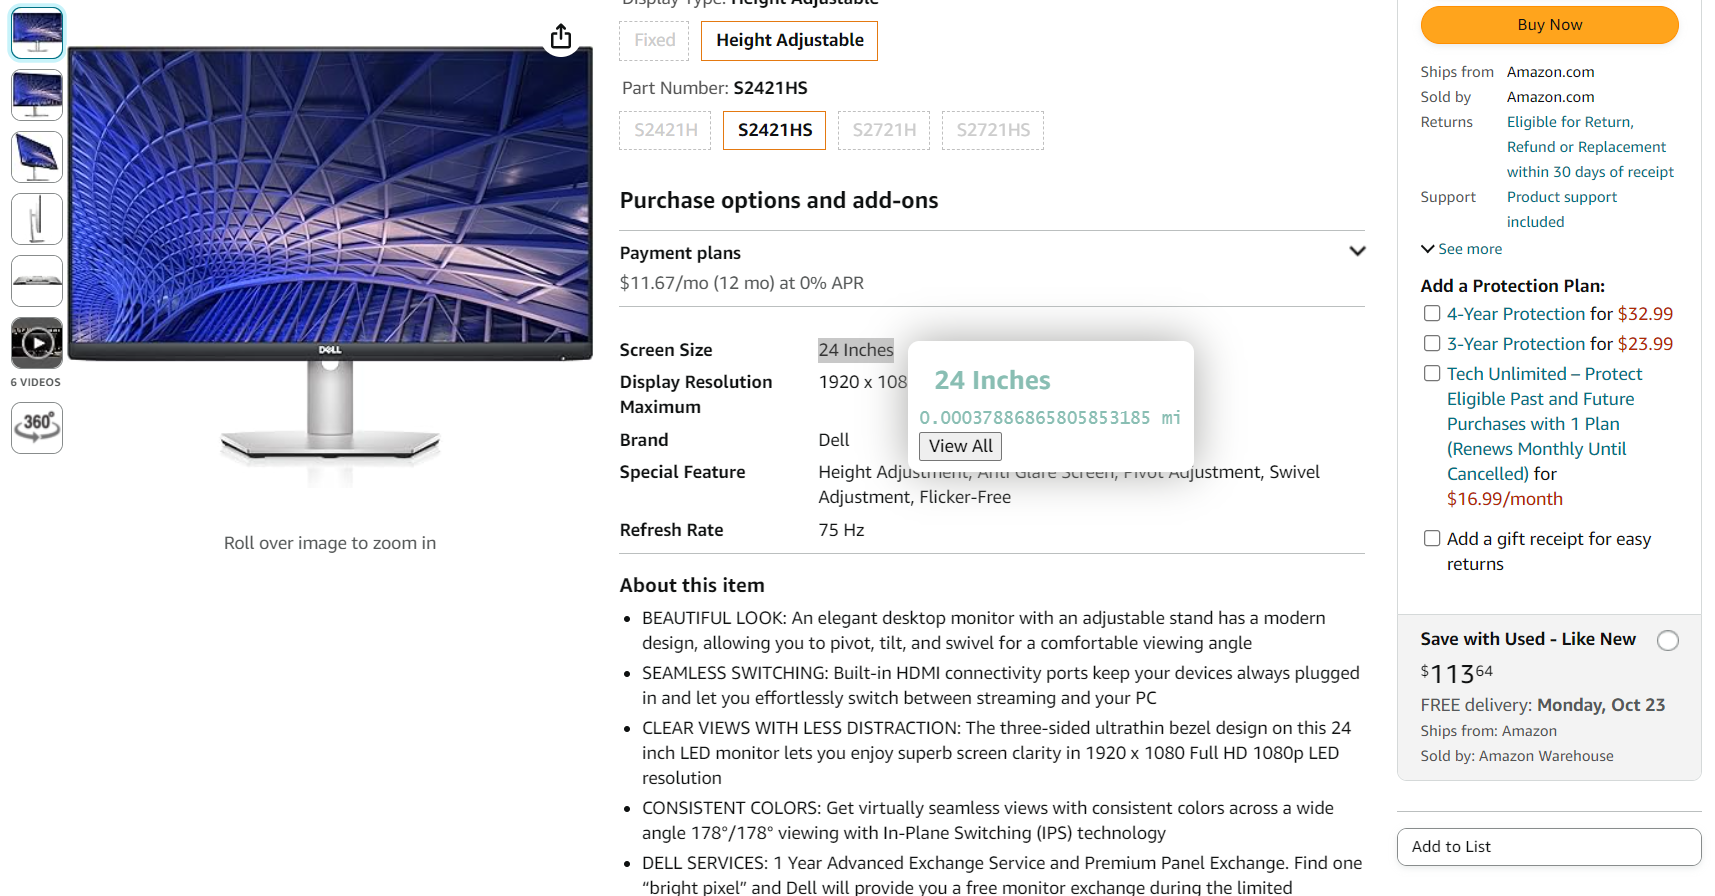 6 VIDEOS
360°
DELL
Roll over image to zoom in
Display Type: Height Adjustable
Fixed
Height Adjustable
Part Number: S2421HS
S2421H
S2421HS
S2721H
S2721HS
Purchase options and add-ons
Payment plans
$11.67/mo (12 mo) at 0% APR
Screen Size 24 Inches
Display Resolution Maximum 1920 x 108
Brand Dell
Special Feature Height Adjustment, Anti Glare Screen, Pivot Adjustment, Swivel
Adjustment, Flicker-Free
Refresh Rate 75 Hz
24 Inches
0.00037886865805853185 mi
View All
About this item
BEAUTIFUL LOOK: An elegant desktop monitor with an adjustable stand has a modern
design, allowing you to pivot, tilt, and swivel for a comfortable viewing angle
SEAMLESS SWITCHING: Built-in HDMI connectivity ports keep your devices always plugged
in and let you effortlessly switch between streaming and your PC
CLEAR VIEWS WITH LESS DISTRACTION: The three-sided ultrathin bezel design on this 24
inch LED monitor lets you enjoy superb screen clarity in 1920 x 1080 Full HD 1080p LED
resolution
CONSISTENT COLORS: Get virtually seamless views with consistent colors across a wide
angle 178°/178° viewing with In-Plane Switching (IPS) technology
DELL SERVICES: 1 Year Advanced Exchange Service and Premium Panel Exchange. Find one
“bright pixel” and Dell will provide you a free monitor exchange during the limited
Buy Now
Ships from Amazon.com
Sold by Amazon.com
Returns Eligible for Return,
Refund or Replacement
within 30 days of receipt
Support Product support
included
See more
Add a Protection Plan:
4-Year Protection for $32.99
3-Year Protection for $23.99
Tech Unlimited – Protect
Eligible Past and Future
Purchases with 1 Plan
(Renews Monthly Until
Cancelled) for
$16.99/month
Add a gift receipt for easy
returns
Save with Used - Like New
$113 64
FREE delivery: Monday, Oct 23
Ships from: Amazon
Sold by: Amazon Warehouse
Add to List